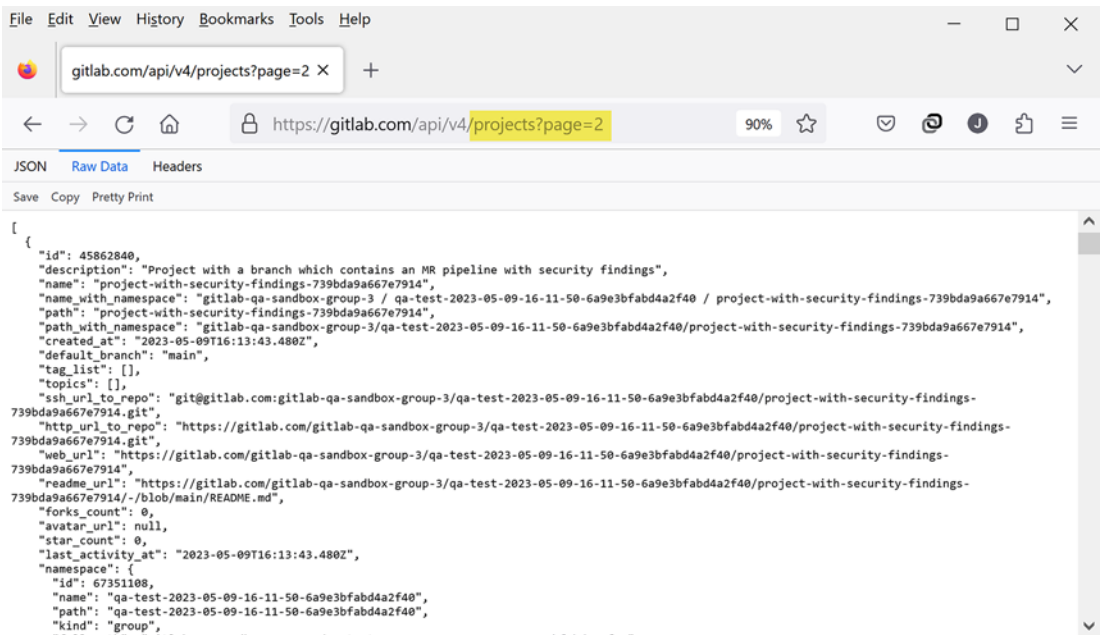 File Edit View History Bookmarks Tools Help
gitlab.com/api/v4/projects?page=2
https://gitlab.com/api/v4/projects?page=2 90% J
JSON Raw Data Headers
Save Copy Pretty Print
[
{
"id": 45862840,
"description": "Project with a branch which contains an MR pipeline with security findings",
"name": "project-with-security-findings-739bda9a667e7914",
"name_with_namespace": "gitlab-qa-sandbox-group-3 / qa-test-2023-05-09-16-11-50-6a9e3bfabd4a2f40 / project-with-security-findings-739bda9a667e7914",
"path": "project-with-security-findings-739bda9a667e7914",
"path_with_namespace": "gitlab-qa-sandbox-group-3/qa-test-2023-05-09-16-11-50-6a9e3bfabd4a2f40/project-with-security-findings-739bda9a667e7914",
"created_at": "2023-05-09T16:13:43.480Z",
"default_branch": "main",
"tag_list": [],
"topics": [],
"ssh_url_to_repo": "git@gitlab.com:gitlab-qa-sandbox-group-3/qa-test-2023-05-09-16-11-50-6a9e3bfabd4a2f40/project-with-security-findings-
739bda9a667e7914.git",
"http_url_to_repo": "https://gitlab.com/gitlab-qa-sandbox-group-3/qa-test-2023-05-09-16-11-50-6a9e3bfabd4a2f40/project-with-security-findings-
739bda9a667e7914.git",
"web_url": "https://gitlab.com/gitlab-qa-sandbox-group-3/qa-test-2023-05-09-16-11-50-6a9e3bfabd4a2f40/project-with-security-findings-
739bda9a667e7914",
"readme_url": "https://gitlab.com/gitlab-qa-sandbox-group-3/qa-test-2023-05-09-16-11-50-6a9e3bfabd4a2f40/project-with-security-findings-
739bda9a667e7914/-/blob/main/README.md",
"forks_count": 0,
"avatar_url": null,
"star_count": 0,
"last_activity_at": "2023-05-09T16:13:43.480Z",
"namespace": {
"id": 67351108,
"name": "qa-test-2023-05-09-16-11-50-6a9e3bfabd4a2f40",
"path": "qa-test-2023-05-09-16-11-50-6a9e3bfabd4a2f40",
"kind": "group",